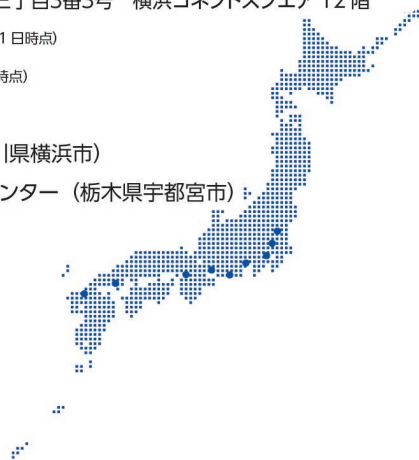 三丁目3番3号 横浜コネクトスクエア 12階
1日時点）
時点）
川県横浜市）
ンター（栃木県宇都宮市）